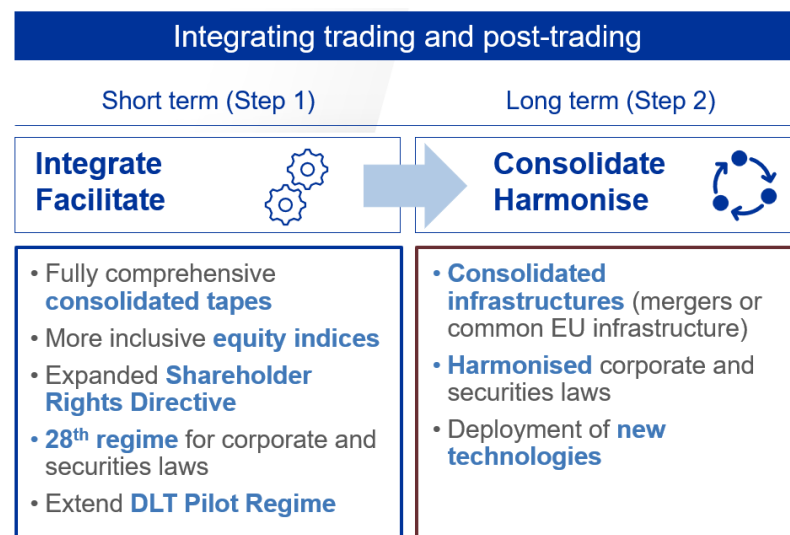 Integrating trading and post-trading
Short term (Step 1)
Long term (Step 2)
Integrate
Facilitate
Consolidate
Harmonise
• Fully comprehensive
consolidated tapes
• More inclusive equity indices
• Expanded Shareholder
Rights Directive
• 28th regime for corporate and
securities laws
• Extend DLT Pilot Regime
• Consolidated
infrastructures (mergers or
common EU infrastructure)
• Harmonised corporate and
securities laws
• Deployment of new
technologies